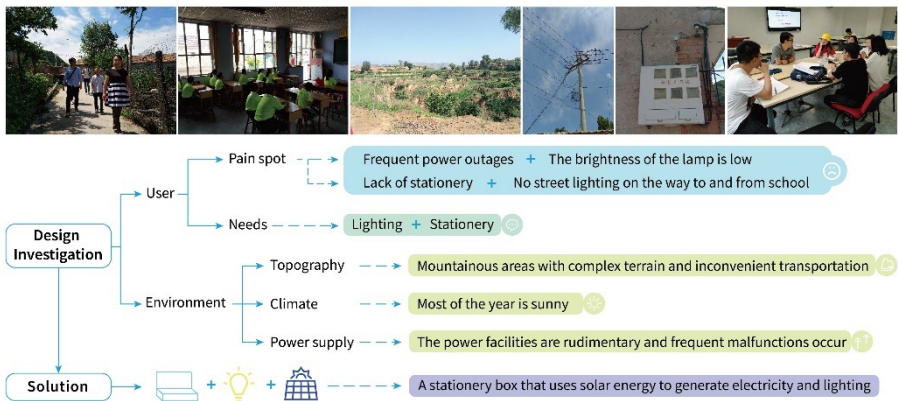 Pain spot
Frequent power outages + The brightness of the lamp is low
Lack of stationery + No street lighting on the way to and from school
User
Needs
Lighting + Stationery
Design
Investigation
Topography
Mountainous areas with complex terrain and inconvenient transportation
Environment
Climate
Most of the year is sunny
Power supply
The power facilities are rudimentary and frequent malfunctions occur
Solution
A stationery box that uses solar energy to generate electricity and lighting